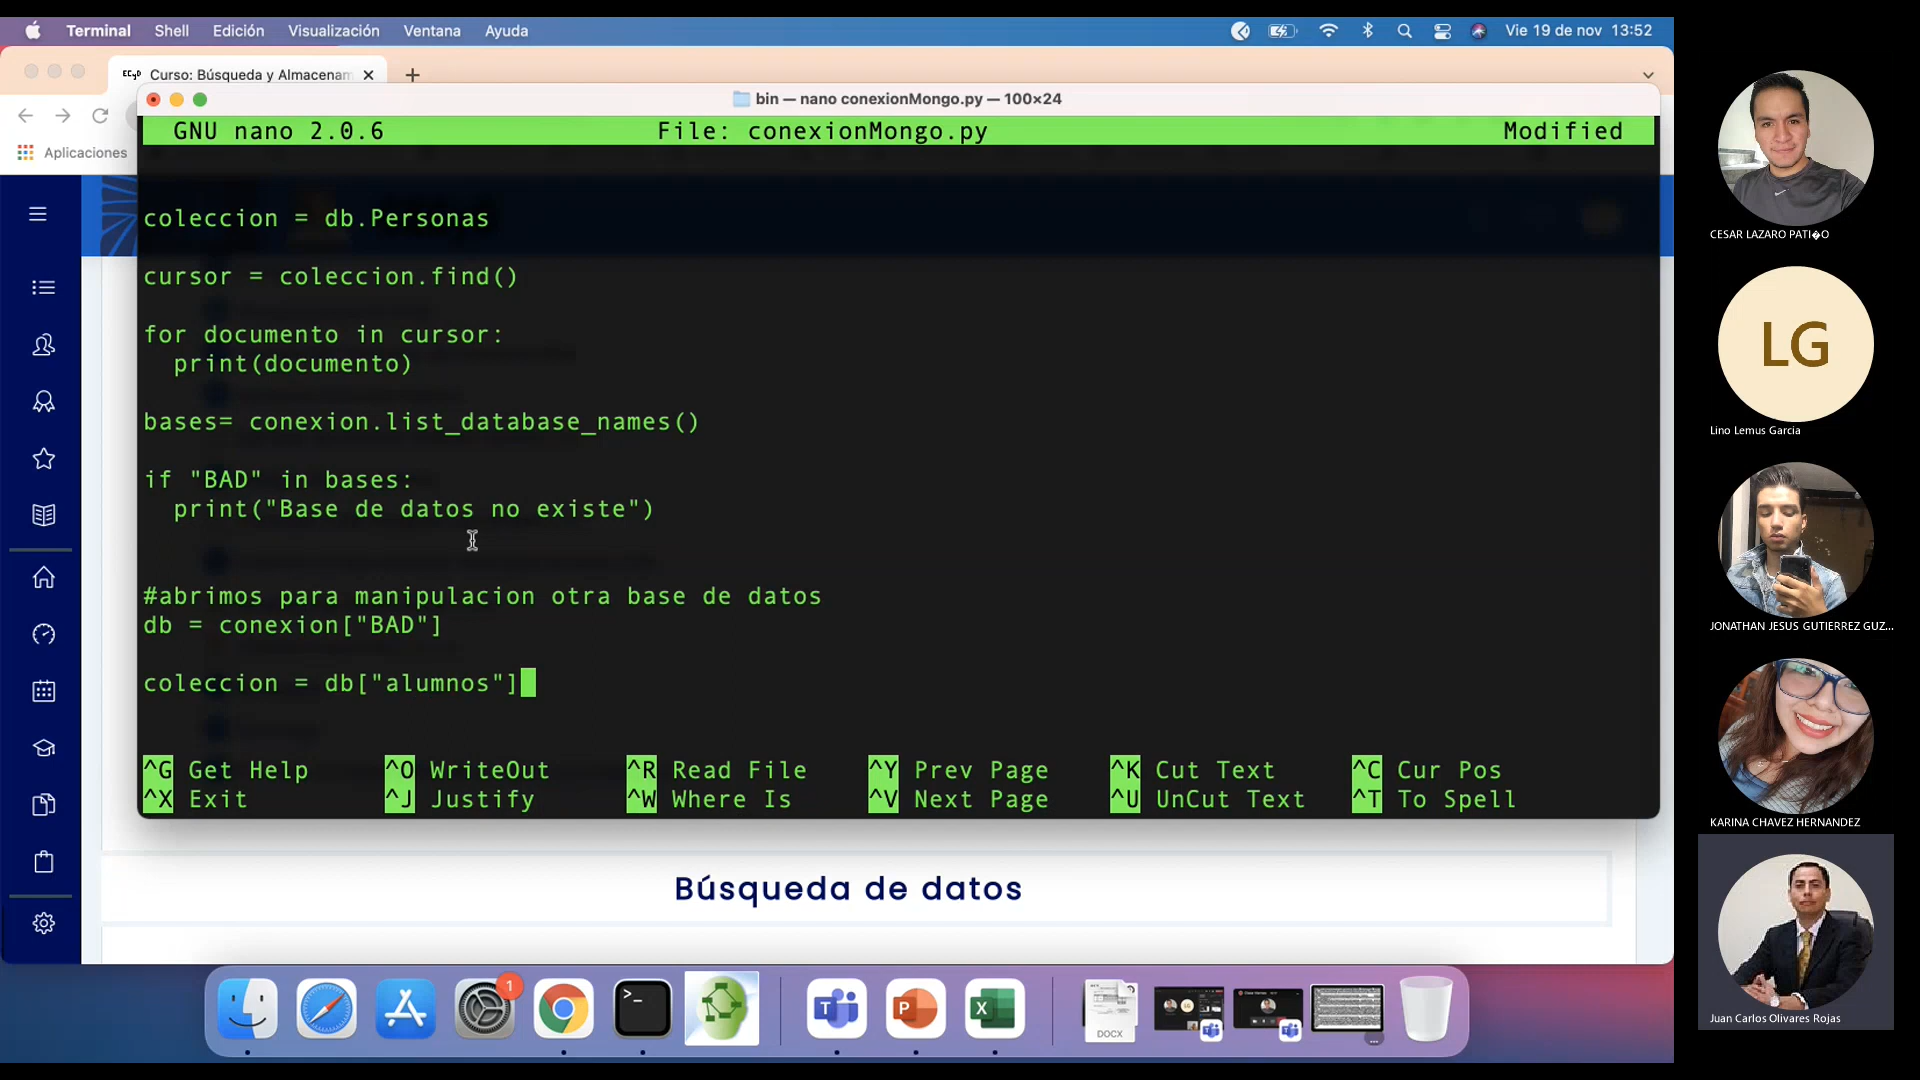 Terminal Shell Edición Visualización Ventana Ayuda Vie 19 de nov 13:52
ECyD Curso: Búsqueda y Almacenam
Aplicaciones
bin — nano conexionMongo.py — 100×24
GNU nano 2.0.6 File: conexionMongo.py Modified
coleccion = db.Personas
cursor = coleccion.find()
for documento in cursor:
print(documento)
bases= conexion.list_database_names()
if "BAD" in bases:
print("Base de datos no existe")
#abrimos para manipulacion otra base de datos
db = conexion["BAD"]
coleccion = db["alumnos"]
^G Get Help ^O WriteOut ^R Read File ^Y Prev Page ^K Cut Text ^C Cur Pos
^X Exit ^J Justify ^W Where Is ^V Next Page ^U UnCut Text ^T To Spell
Búsqueda de datos
1
>_
T
P
X
DOCX
CESAR LAZARO PATI�O
LG
Lino Lemus Garcia
JONATHAN JESUS GUTIERREZ GUZ...
KARINA CHAVEZ HERNANDEZ
Juan Carlos Olivares Rojas